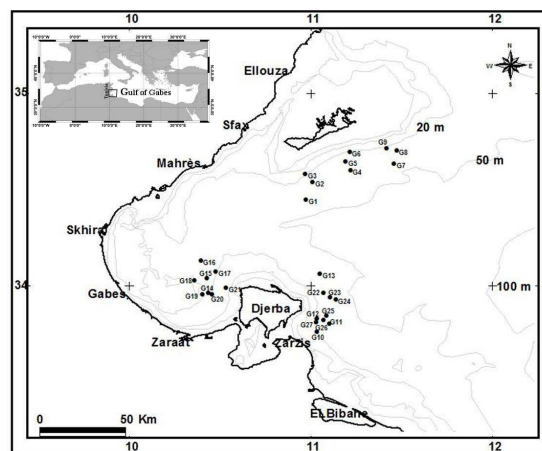 10
11
12
Gulf of Gabes
Ellouza
N
W
E
S
35
Sfax
20 m
G9
G8
G6
G5
G7
50 m
G4
Mahrès
G3
G2
G1
Skhira
G16
G15
G17
G13
G18
G14
34
G21
G22
G23
100 m
Gabes
G19
G20
Djerba
G24
G25
G12
G11
G27
G26
G10
Zaraat
Zarzis
El Bibane
0
50 Km
10
11
12